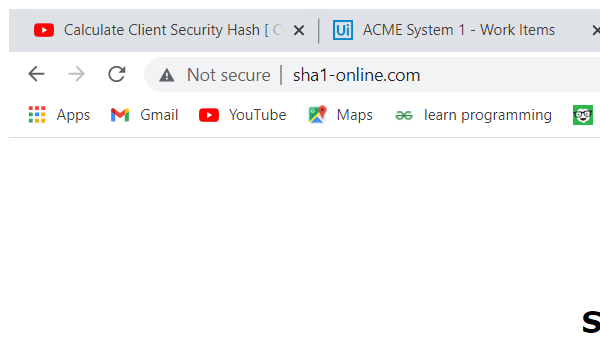 Calculate Client Security Hash [ C Ui ACME System 1 - Work Items
Not secure | sha1-online.com
Apps Gmail YouTube Maps learn programming
S